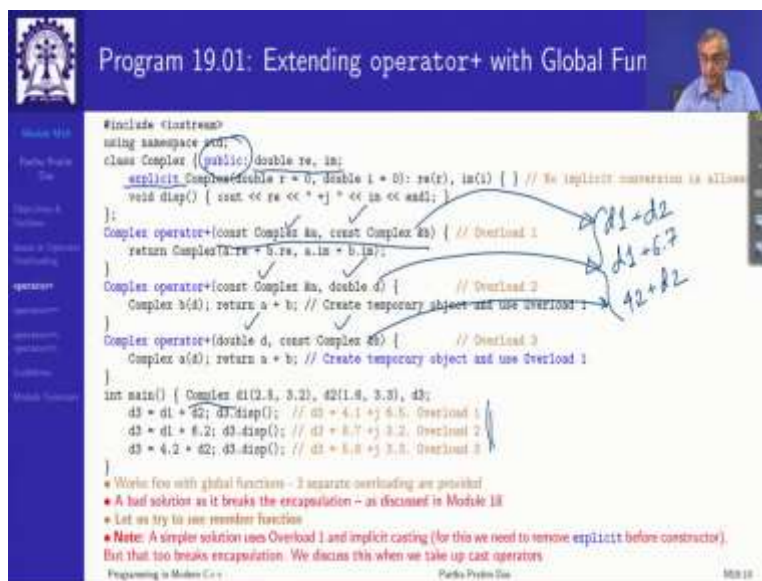 Program 19.01: Extending operator+ with Global Fun
Module M19
Partha Pratim
Das
operator+
Module Summary
#include <iostream>
using namespace std;
class Complex { public: double re, im;
explicit Complex(double r = 0, double i = 0): re(r), im(i) { } // No implicit conversion is allowe
void disp() { cout << re << " +j " << im << endl; }
};
Complex operator+(const Complex &a, const Complex &b) { // Overload 1
return Complex(a.re + b.re, a.im + b.im);
}
Complex operator+(const Complex &a, double d) { // Overload 2
Complex b(d); return a + b; // Create temporary object and use Overload 1
}
Complex operator+(double d, const Complex &b) { // Overload 3
Complex a(d); return a + b; // Create temporary object and use Overload 1
}
int main() { Complex d1(2.5, 3.2), d2(1.6, 3.3), d3;
d3 = d1 + d2; d3.disp(); // d3 = 4.1 +j 6.5. Overload 1
d3 = d1 + 6.2; d3.disp(); // d3 = 8.7 +j 3.2. Overload 2
d3 = 4.2 + d2; d3.disp(); // d3 = 5.8 +j 3.3. Overload 3
}
d1+d2
d1+6.7
42+d2
• Works fine with global functions - 3 separate overloading are provided
• A bad solution as it breaks the encapsulation – as discussed in Module 18
• Let us try to use member function
• Note: A simpler solution uses Overload 1 and implicit casting (for this we need to remove explicit before constructor).
But that too breaks encapsulation. We discuss this when we take up cast operators
Programming in Modern C++
Partha Pratim Das